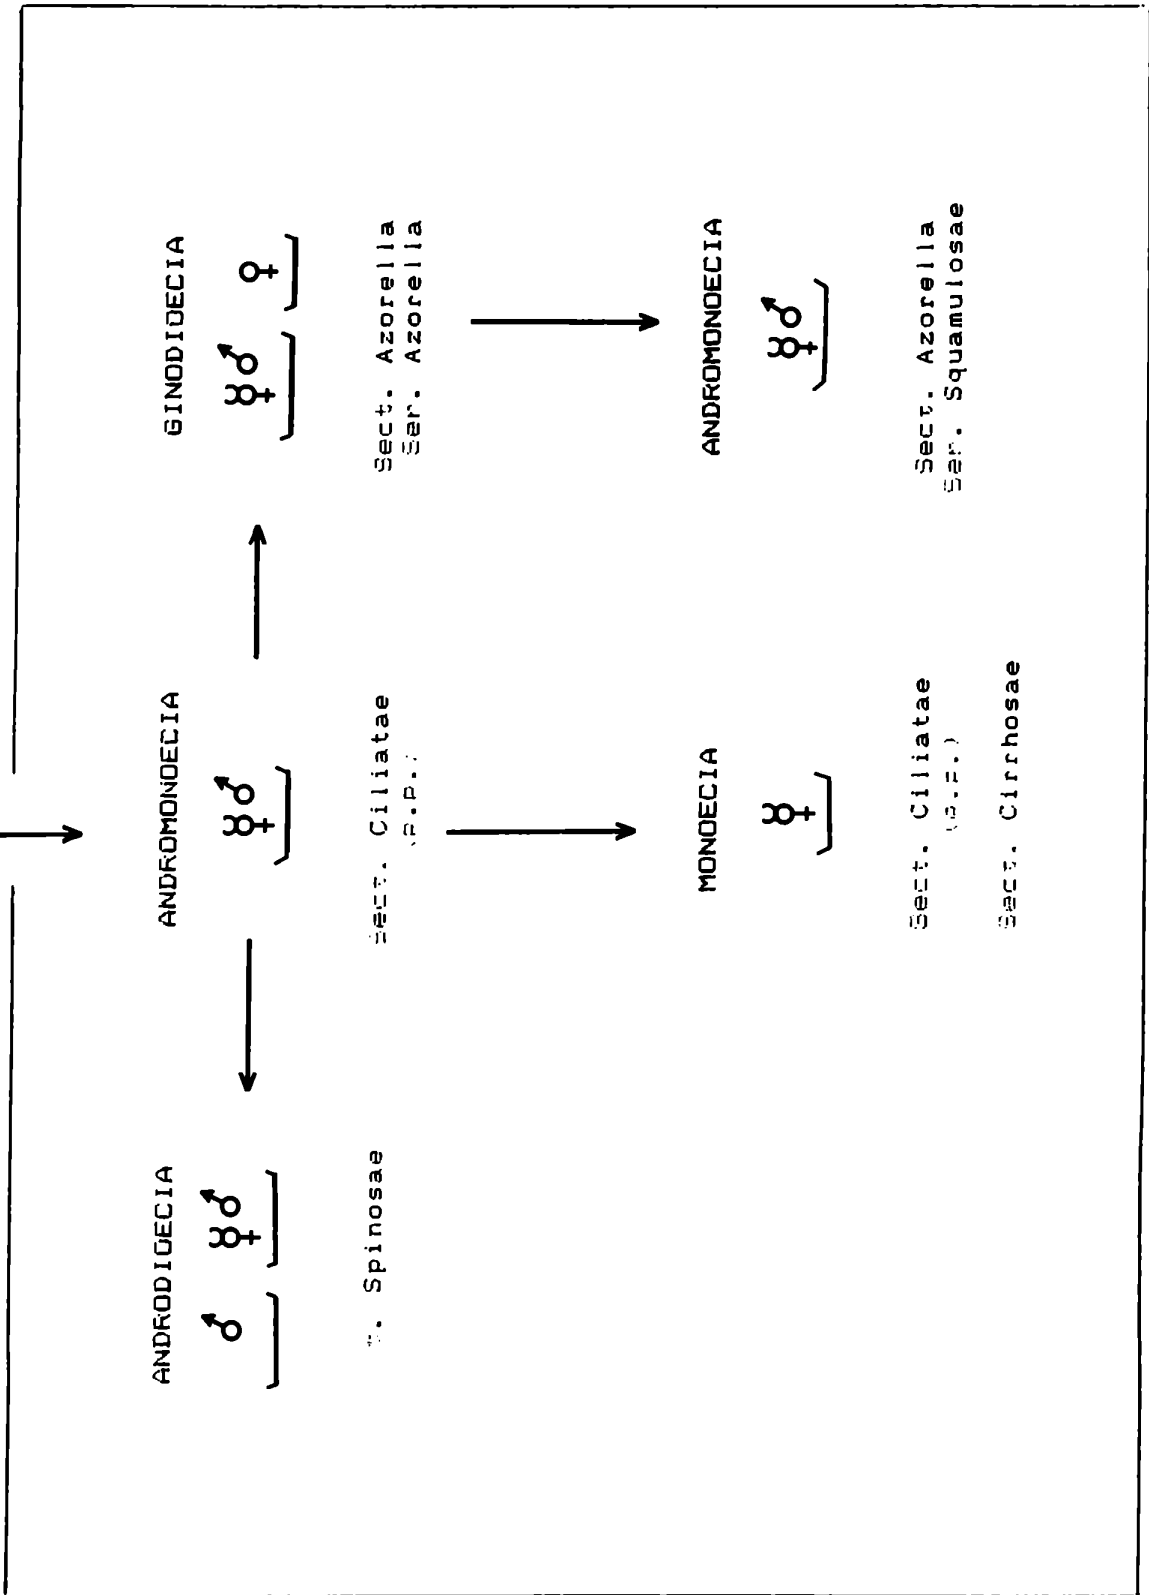 ANDRODIOECIA
ANDROMONOECIA
GINODIOECIA
♂ ☿♂
☿♂
☿♂ ♀
Spinosae
Sect. Ciliatae
(P.P.)
Sect. Azorella
Ser. Azorella
MONOECIA
ANDROMONOECIA
☿
☿♂
Sect. Ciliatae
(P.P.)
Sect. Cirrhosae
Sect. Azorella
Ser. Squamulosae